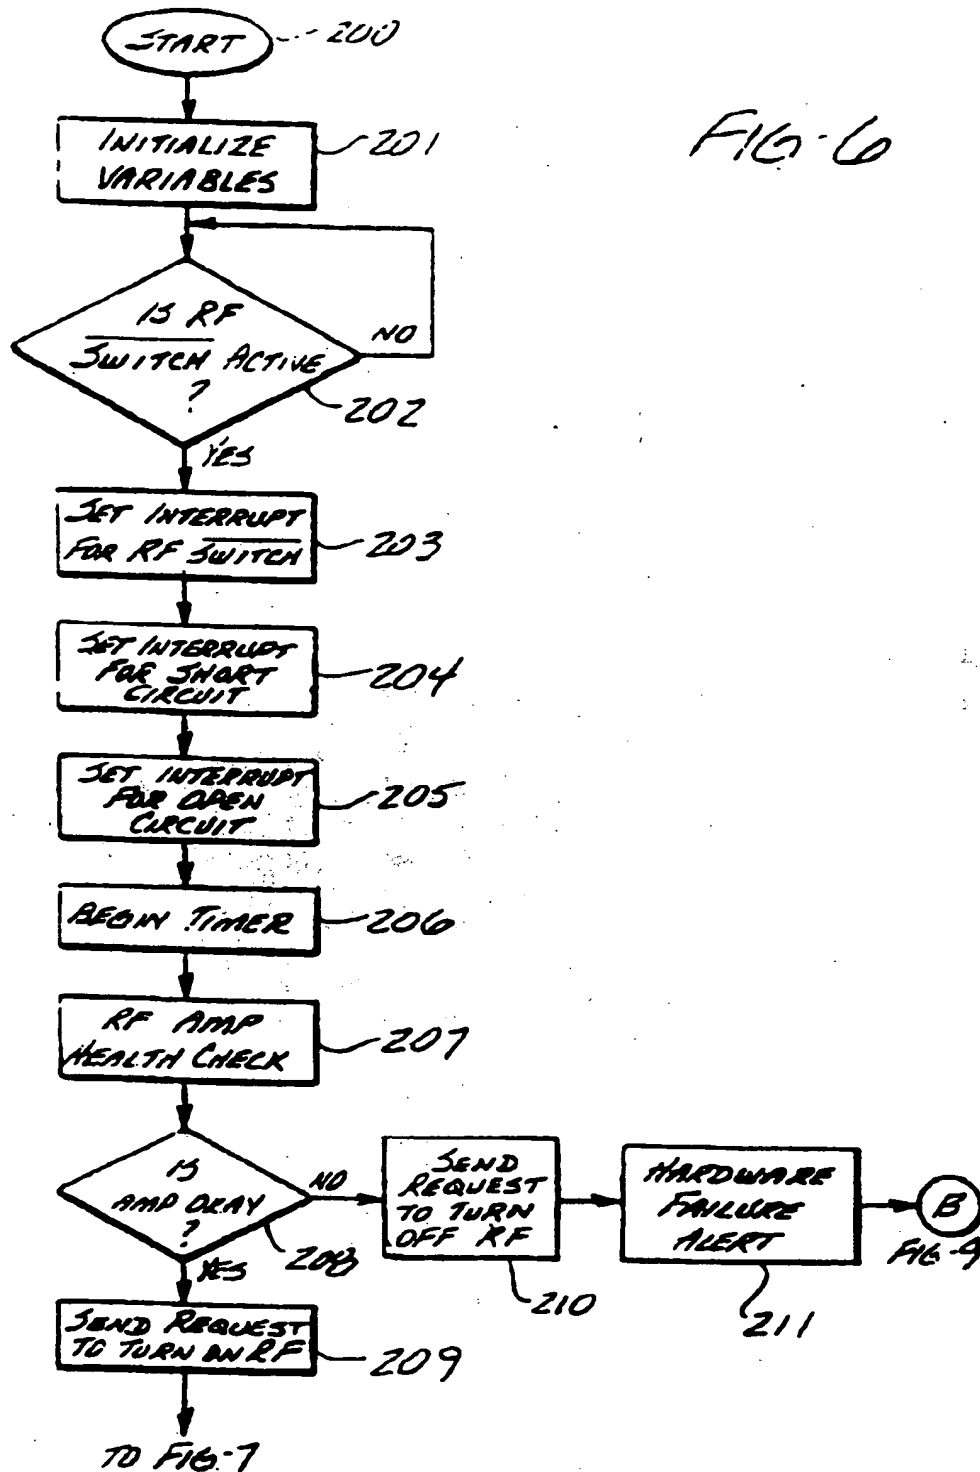 START
200
FIG-6
INITIALIZE
VARIABLES
201
IS RF
SWITCH ACTIVE
?
NO
202
YES
SET INTERRUPT
FOR RF SWITCH
203
SET INTERRUPT
FOR SHORT
CIRCUIT
204
SET INTERRUPT
FOR OPEN
CIRCUIT
205
BEGIN TIMER
206
RF AMP
HEALTH CHECK
207
IS
AMP OKAY
?
NO
208
YES
SEND
REQUEST
TO TURN
OFF RF
210
HARDWARE
FAILURE
ALERT
211
B
FIG-9
SEND REQUEST
TO TURN ON RF
209
TO FIG-7